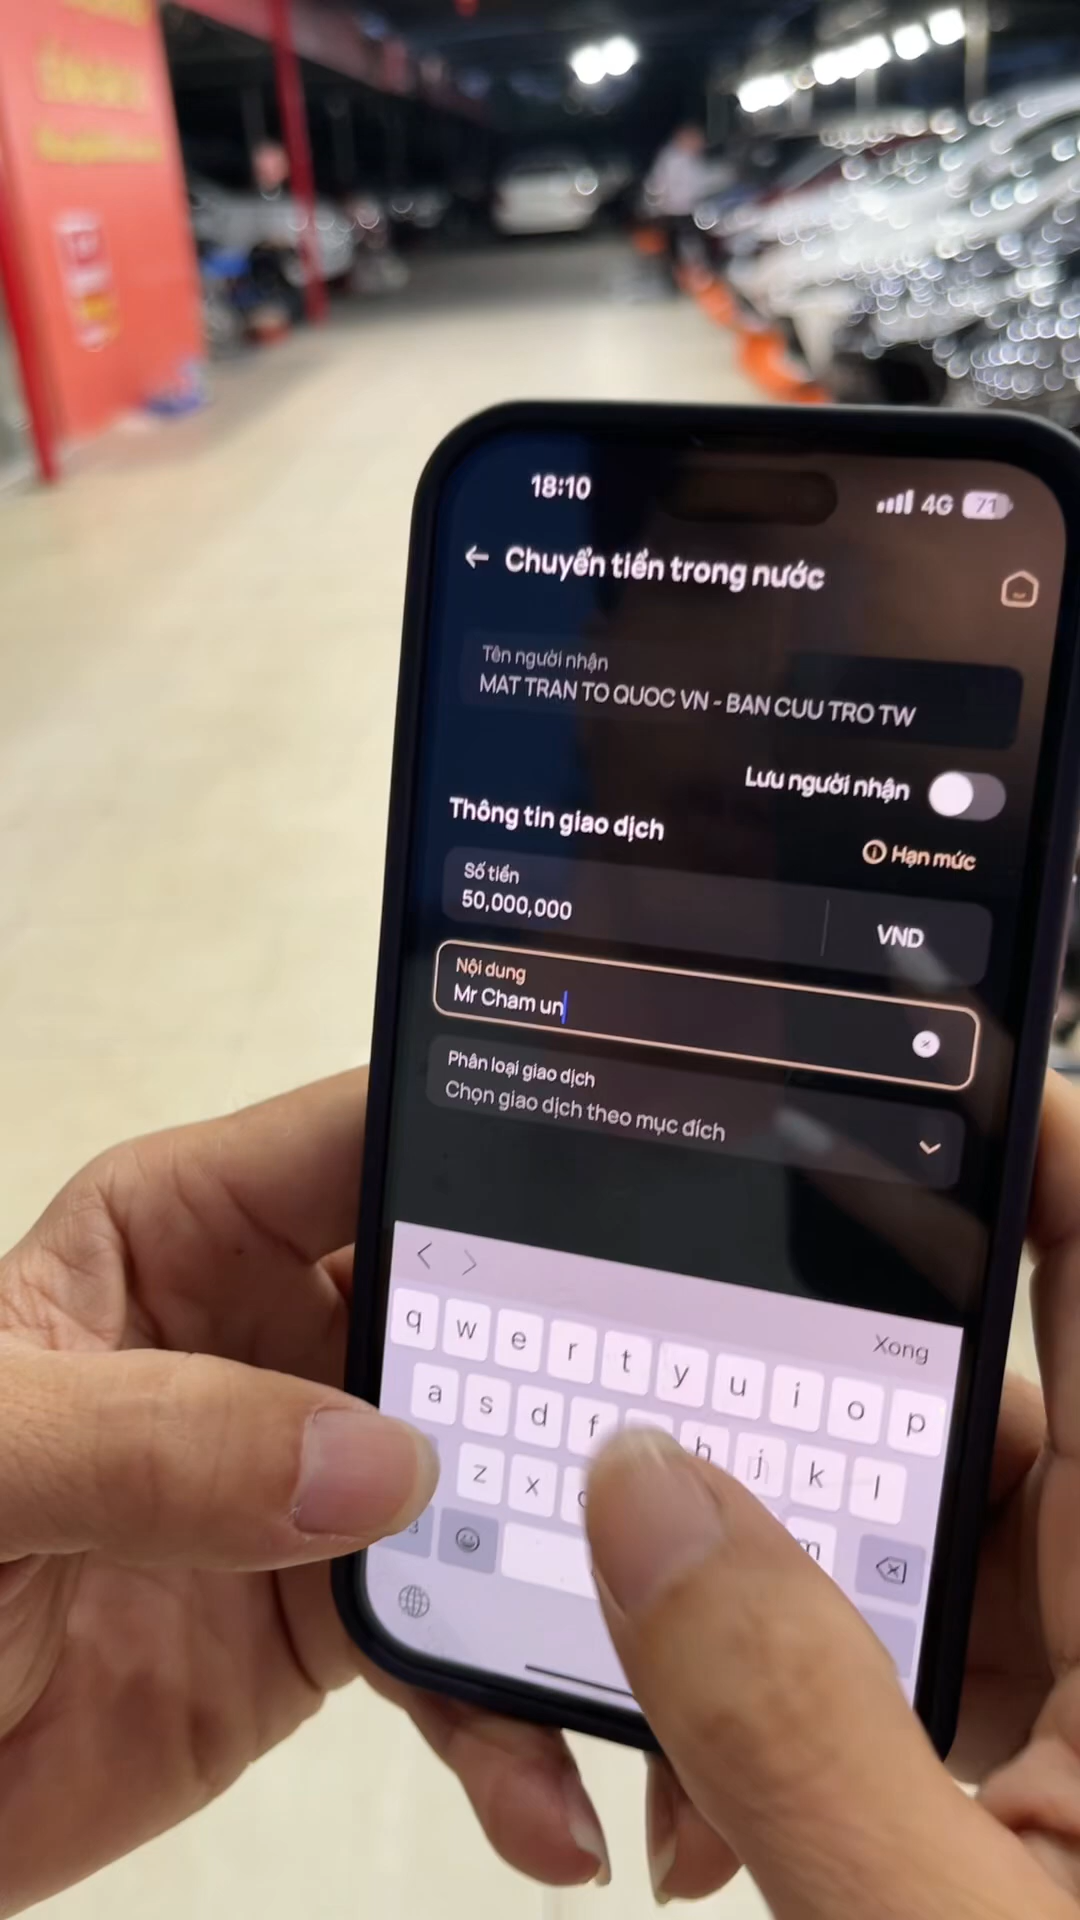 18:10
4G 71
Chuyển tiền trong nước
Tên người nhận
MAT TRAN TO QUOC VN - BAN CUU TRO TW
Lưu người nhận
Thông tin giao dịch
Hạn mức
Số tiền
50,000,000
VND
Nội dung
Mr Cham un
Phân loại giao dịch
Chọn giao dịch theo mục đích
Xong
q w e r t y u i o p
a s d f h j k l
z x m